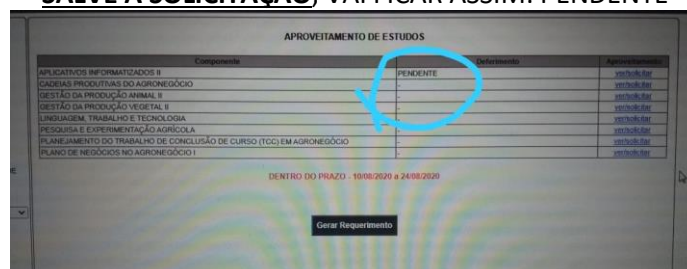 SALVE A SOLICITAÇÃO, VAI FICAR ASSIM: PENDENTE
APROVEITAMENTO DE ESTUDOS
Componente Deferimento Aproveitamento
APLICATIVOS INFORMATIZADOS II PENDENTE ver/solicitar
CADEIAS PRODUTIVAS DO AGRONEGÓCIO - ver/solicitar
GESTÃO DA PRODUÇÃO ANIMAL II - ver/solicitar
GESTÃO DA PRODUÇÃO VEGETAL II - ver/solicitar
LINGUAGEM, TRABALHO E TECNOLOGIA - ver/solicitar
PESQUISA E EXPERIMENTAÇÃO AGRÍCOLA - ver/solicitar
PLANEJAMENTO DO TRABALHO DE CONCLUSÃO DE CURSO (TCC) EM AGRONEGÓCIO - ver/solicitar
PLANO DE NEGÓCIOS NO AGRONEGÓCIO I - ver/solicitar
DENTRO DO PRAZO - 10/08/2020 a 24/08/2020
Gerar Requerimento